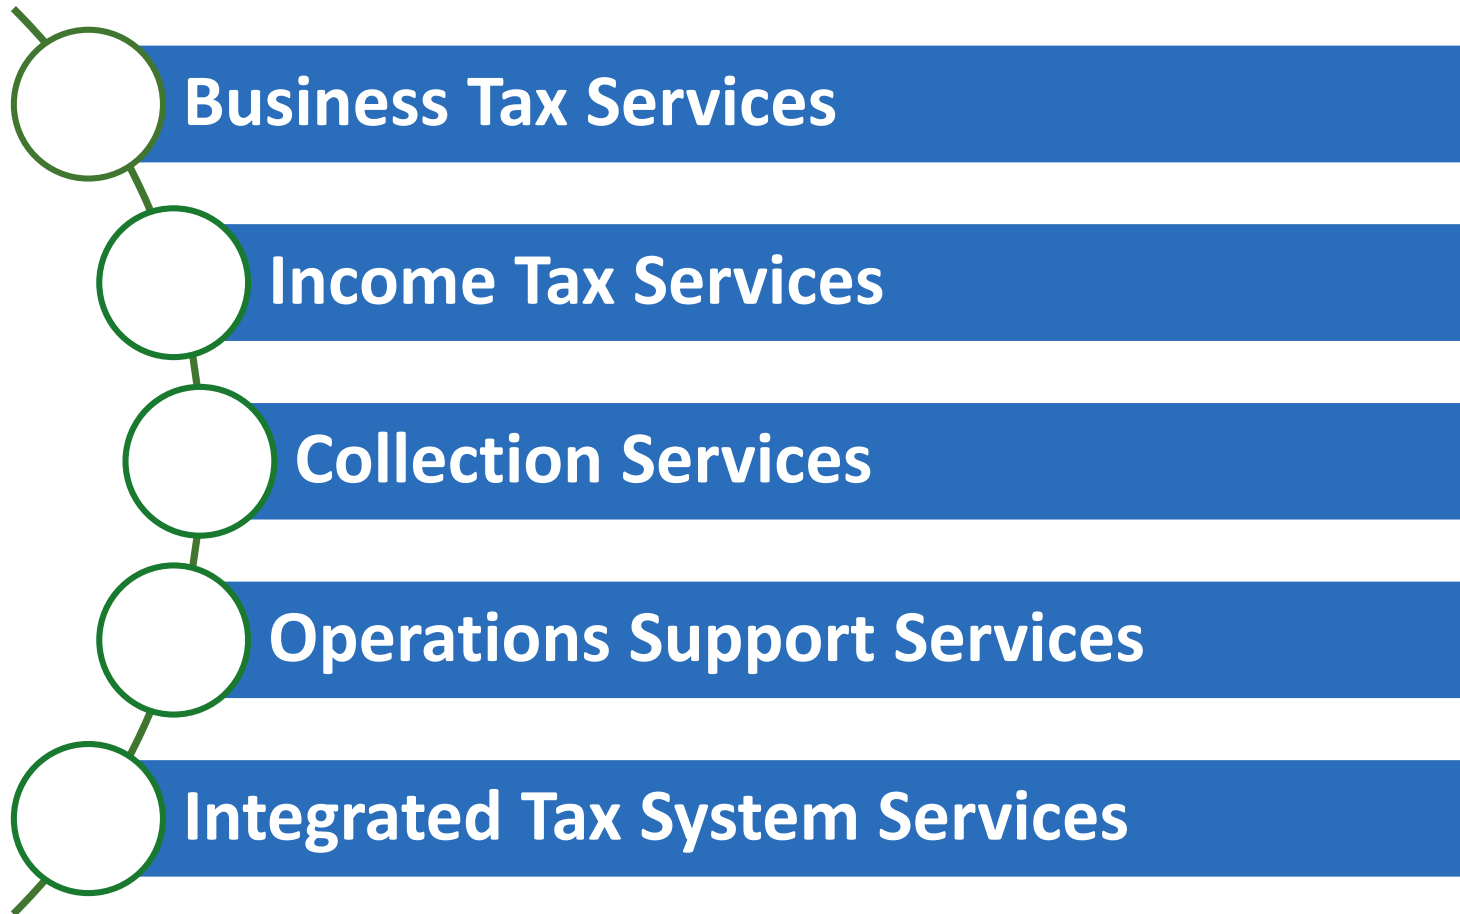 Business Tax Services
Income Tax Services
Collection Services
Operations Support Services
Integrated Tax System Services